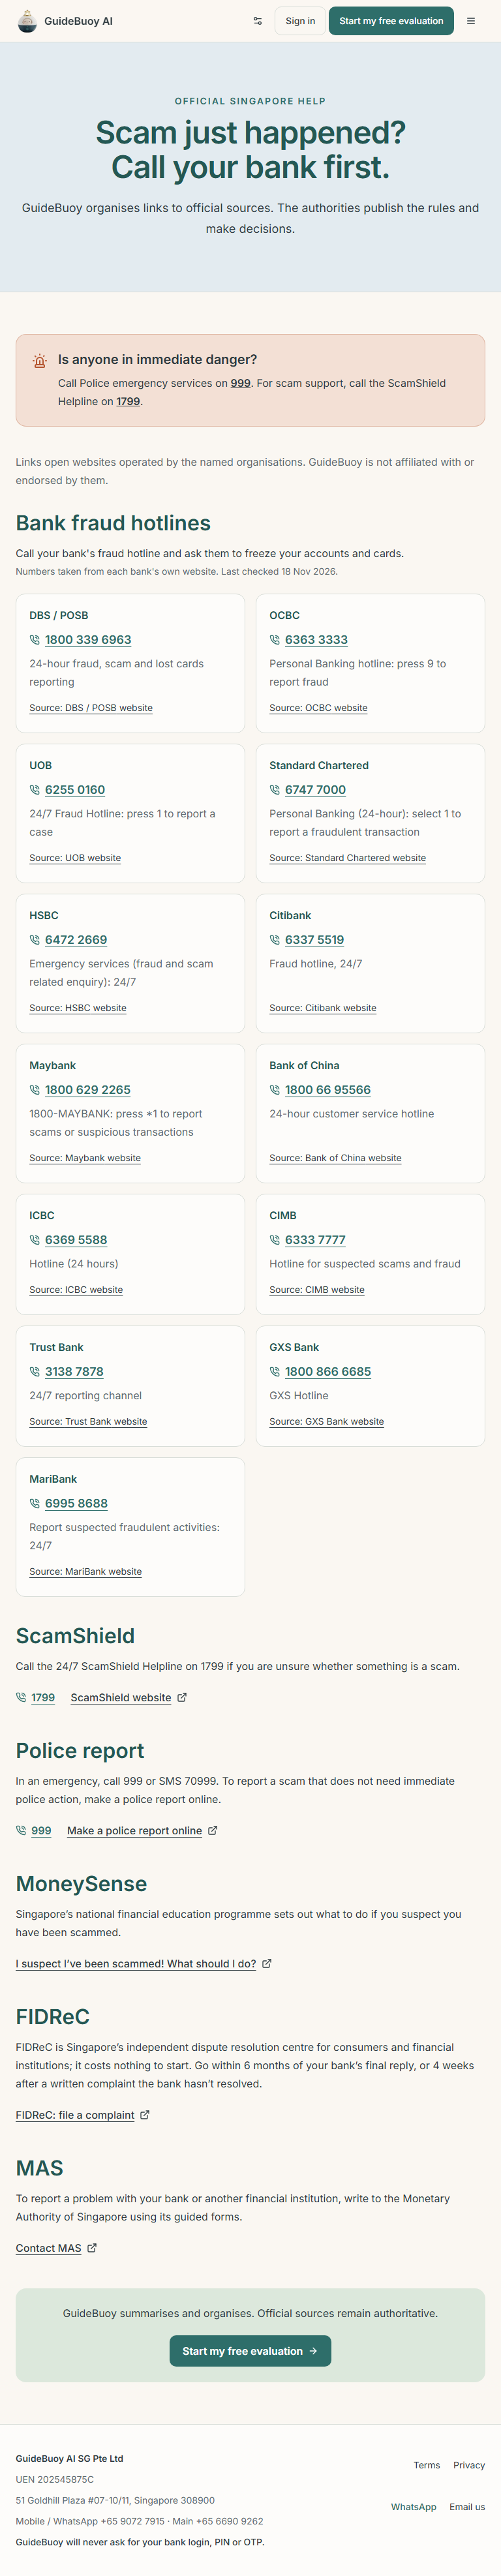 GuideBuoy AI
Sign in
Start my free evaluation
OFFICIAL SINGAPORE HELP
Scam just happened?
Call your bank first.
GuideBuoy organises links to official sources. The authorities publish the rules and
make decisions.
Is anyone in immediate danger?
Call Police emergency services on 999. For scam support, call the ScamShield
Helpline on 1799.
Links open websites operated by the named organisations. GuideBuoy is not affiliated with or
endorsed by them.
Bank fraud hotlines
Call your bank's fraud hotline and ask them to freeze your accounts and cards.
Numbers taken from each bank's own website. Last checked 18 Nov 2026.
DBS / POSB
1800 339 6963
24-hour fraud, scam and lost cards
reporting
Source: DBS / POSB website
OCBC
6363 3333
Personal Banking hotline: press 9 to
report fraud
Source: OCBC website
UOB
6255 0160
24/7 Fraud Hotline: press 1 to report a
case
Source: UOB website
Standard Chartered
6747 7000
Personal Banking (24-hour): select 1 to
report a fraudulent transaction
Source: Standard Chartered website
HSBC
6472 2669
Emergency services (fraud and scam
related enquiry): 24/7
Source: HSBC website
Citibank
6337 5519
Fraud hotline, 24/7
Source: Citibank website
Maybank
1800 629 2265
1800-MAYBANK: press *1 to report
scams or suspicious transactions
Source: Maybank website
Bank of China
1800 66 95566
24-hour customer service hotline
Source: Bank of China website
ICBC
6369 5588
Hotline (24 hours)
Source: ICBC website
CIMB
6333 7777
Hotline for suspected scams and fraud
Source: CIMB website
Trust Bank
3138 7878
24/7 reporting channel
Source: Trust Bank website
GXS Bank
1800 866 6685
GXS Hotline
Source: GXS Bank website
MariBank
6995 8688
Report suspected fraudulent activities:
24/7
Source: MariBank website
ScamShield
Call the 24/7 ScamShield Helpline on 1799 if you are unsure whether something is a scam.
1799 ScamShield website
Police report
In an emergency, call 999 or SMS 70999. To report a scam that does not need immediate
police action, make a police report online.
999 Make a police report online
MoneySense
Singapore’s national financial education programme sets out what to do if you suspect you
have been scammed.
I suspect I’ve been scammed! What should I do?
FIDReC
FIDReC is Singapore’s independent dispute resolution centre for consumers and financial
institutions; it costs nothing to start. Go within 6 months of your bank’s final reply, or 4 weeks
after a written complaint the bank hasn’t resolved.
FIDReC: file a complaint
MAS
To report a problem with your bank or another financial institution, write to the Monetary
Authority of Singapore using its guided forms.
Contact MAS
GuideBuoy summarises and organises. Official sources remain authoritative.
Start my free evaluation
GuideBuoy AI SG Pte Ltd
UEN 202545875C
51 Goldhill Plaza #07-10/11, Singapore 308900
Mobile / WhatsApp +65 9072 7915 · Main +65 6690 9262
GuideBuoy will never ask for your bank login, PIN or OTP.
Terms Privacy
WhatsApp Email us